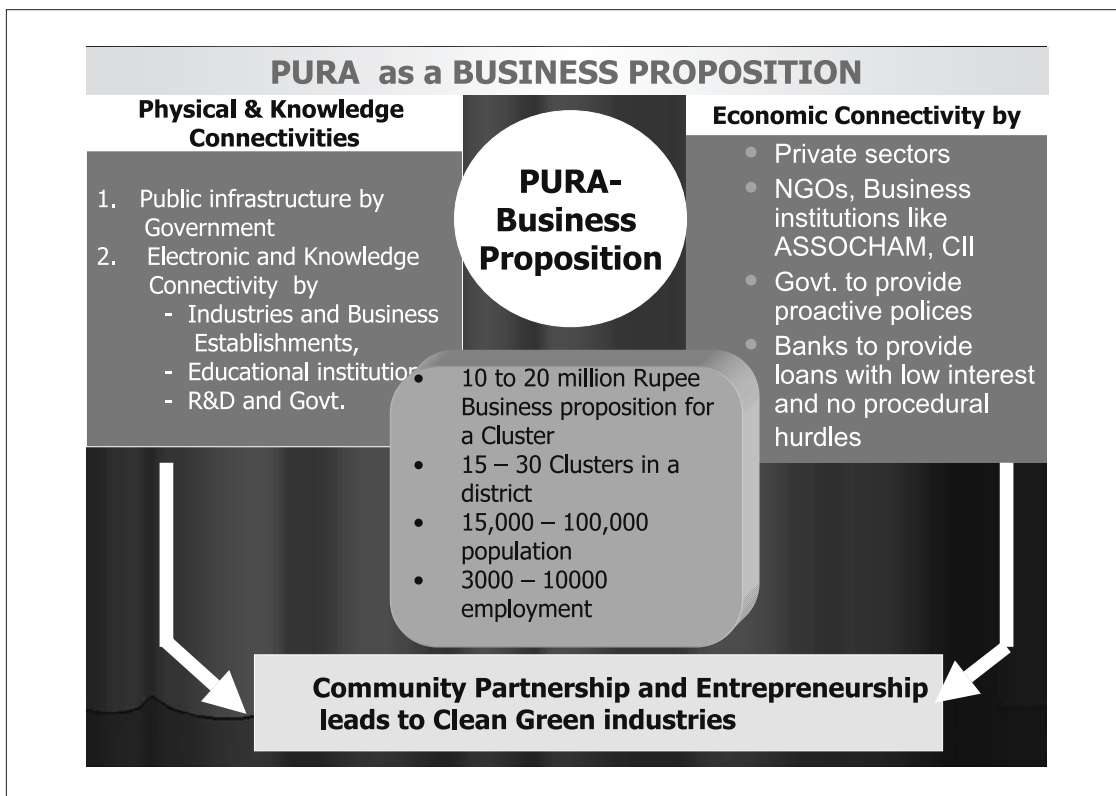 PURA as a BUSINESS PROPOSITION
Physical & Knowledge
Connectivities
1. Public infrastructure by
Government
2. Electronic and Knowledge
Connectivity by
- Industries and Business
Establishments,
- Educational institution
- R&D and Govt.
PURA-
Business
Proposition
• 10 to 20 million Rupee
Business proposition for
a Cluster
• 15 – 30 Clusters in a
district
• 15,000 – 100,000
population
• 3000 – 10000
employment
Economic Connectivity by
• Private sectors
• NGOs, Business
institutions like
ASSOCHAM, CII
• Govt. to provide
proactive polices
• Banks to provide
loans with low interest
and no procedural
hurdles
Community Partnership and Entrepreneurship
leads to Clean Green industries